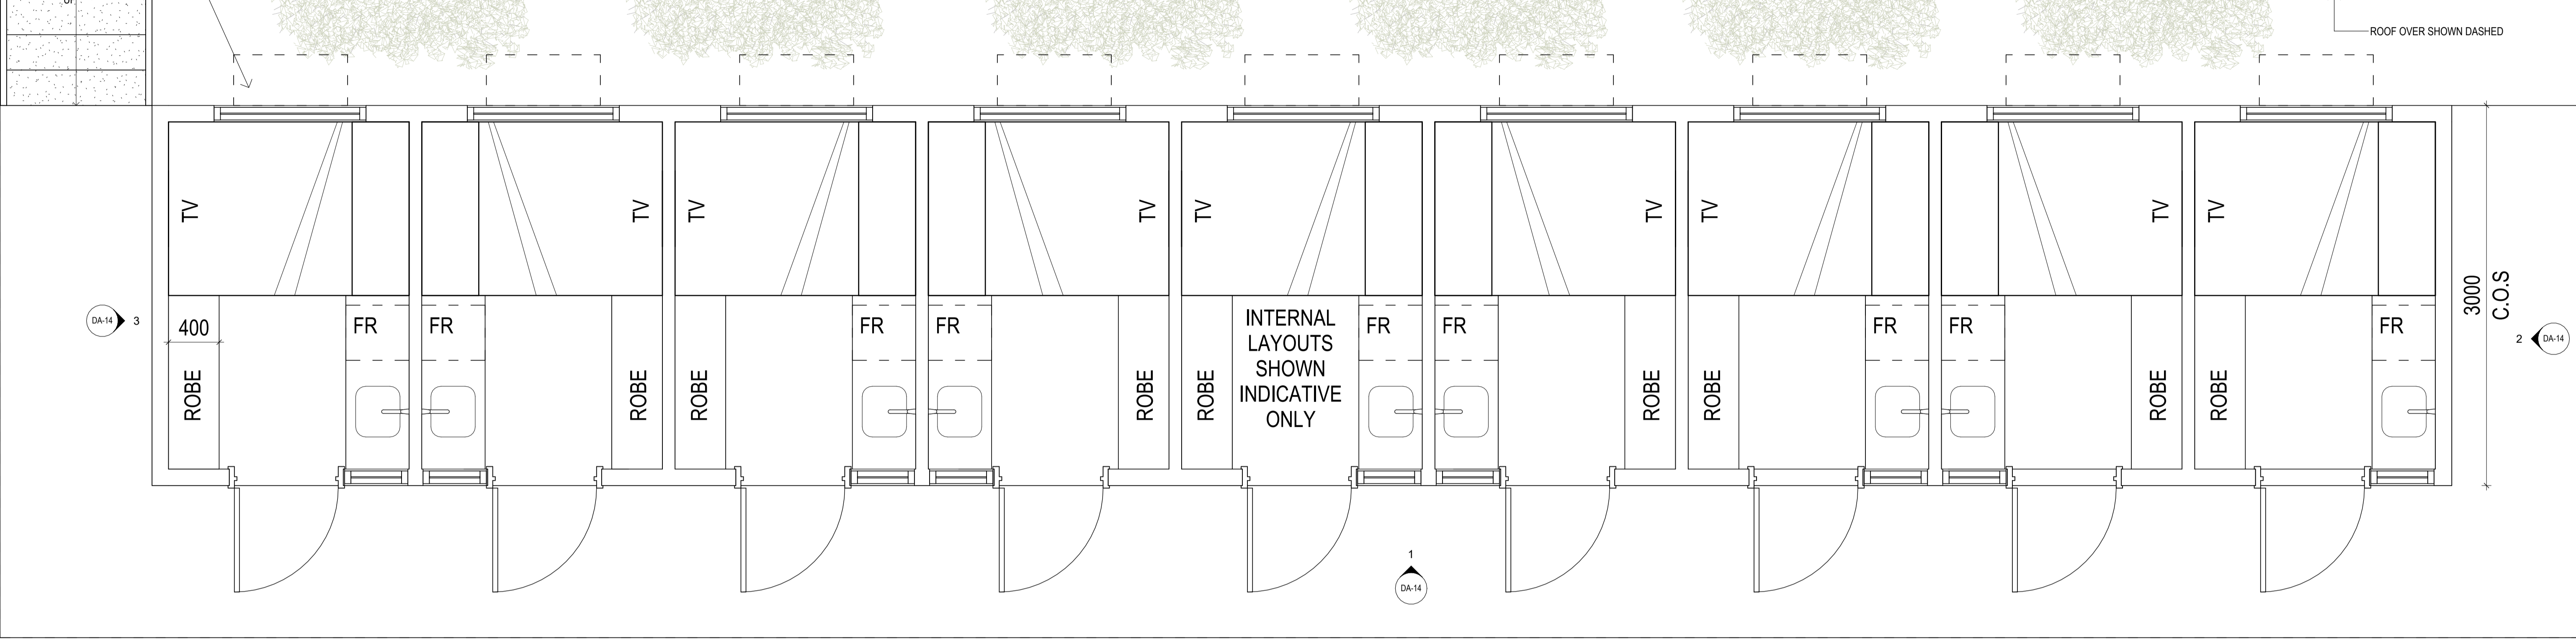 ROOF OVER SHOWN DASHED
TV
TV
TV
TV
TV
TV
TV
TV
TV
DA-14
3
400
FR
FR
FR
FR
FR
FR
FR
FR
FR
ROBE
ROBE
ROBE
ROBE
ROBE
ROBE
ROBE
ROBE
ROBE
INTERNAL
LAYOUTS
SHOWN
INDICATIVE
ONLY
3000
C.O.S
2
DA-14
1
DA-14